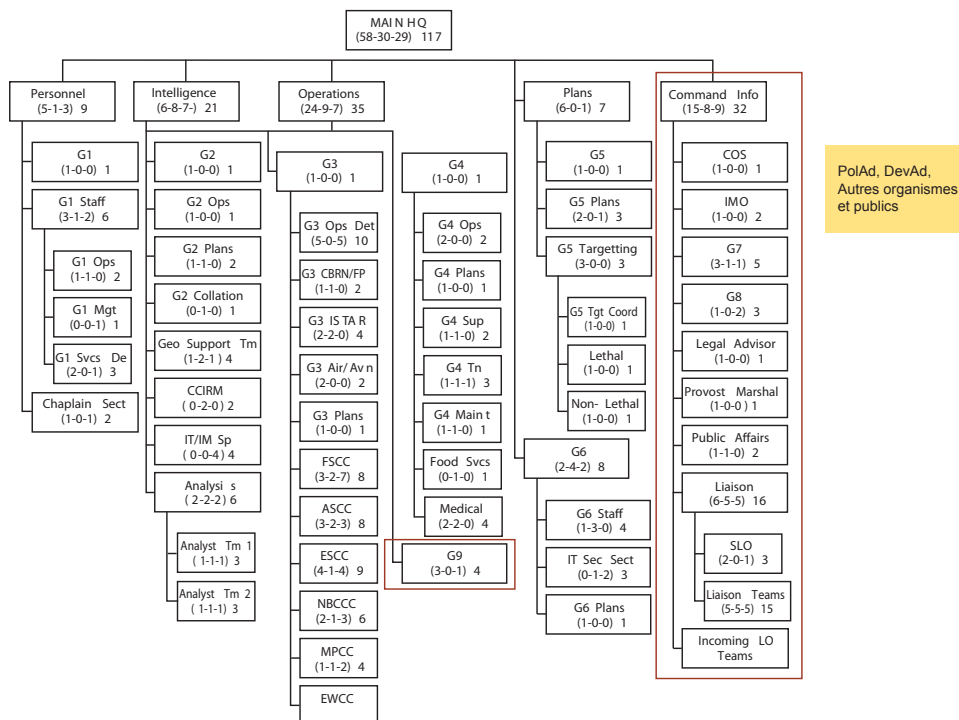 MAIN HQ
(58-30-29) 117
Personnel
(5-1-3) 9
Intelligence
(6-8-7-) 21
Operations
(24-9-7) 35
Plans
(6-0-1) 7
Command Info
(15-8-9) 32
G1
(1-0-0) 1
G1 Staff
(3-1-2) 6
G1 Ops
(1-1-0) 2
G1 Mgt
(0-0-1) 1
G1 Svcs De
(2-0-1) 3
Chaplain Sect
(1-0-1) 2
G2
(1-0-0) 1
G2 Ops
(1-0-0) 1
G2 Plans
(1-1-0) 2
G2 Collation
(0-1-0) 1
Geo Support Tm
(1-2-1) 4
CCIRM
( 0-2-0) 2
IT/IM Sp
( 0-0-4) 4
Analysi s
( 2-2-2) 6
Analyst Tm 1
( 1-1-1) 3
Analyst Tm 2
( 1-1-1) 3
G3
(1-0-0) 1
G3 Ops Det
(5-0-5) 10
G3 CBRN/FP
(1-1-0) 2
G3 IS TA R
(2-2-0) 4
G3 Air/Av n
(2-0-0) 2
G3 Plans
(1-0-0) 1
FSCC
(3-2-7) 8
ASCC
(3-2-3) 8
ESCC
(4-1-4) 9
NBCCC
(2-1-3) 6
MPCC
(1-1-2) 4
EWCC
G4
(1-0-0) 1
G4 Ops
(2-0-0) 2
G4 Plans
(1-0-0) 1
G4 Sup
(1-1-0) 2
G4 Tn
(1-1-1) 3
G4 Main t
(1-1-0) 1
Food Svcs
(0-1-0) 1
Medical
(2-2-0) 4
G9
(3-0-1) 4
G5
(1-0-0) 1
G5 Plans
(2-0-1) 3
G5 Targetting
(3-0-0) 3
G5 Tgt Coord
(1-0-0) 1
Lethal
(1-0-0) 1
Non- Lethal
(1-0-0) 1
G6
(2-4-2) 8
G6 Staff
(1-3-0) 4
IT Sec Sect
(0-1-2) 3
G6 Plans
(1-0-0) 1
COS
(1-0-0) 1
IMO
(1-0-0) 2
G7
(3-1-1) 5
G8
(1-0-2) 3
Legal Advisor
(1-0-0) 1
Provost Marshal
(1-0-0 ) 1
Public Affairs
(1-1-0) 2
Liaison
(6-5-5) 16
SLO
(2-0-1) 3
Liaison Teams
(5-5-5) 15
Incoming LO
Teams
PolAd, DevAd,
Autres organismes
et publics